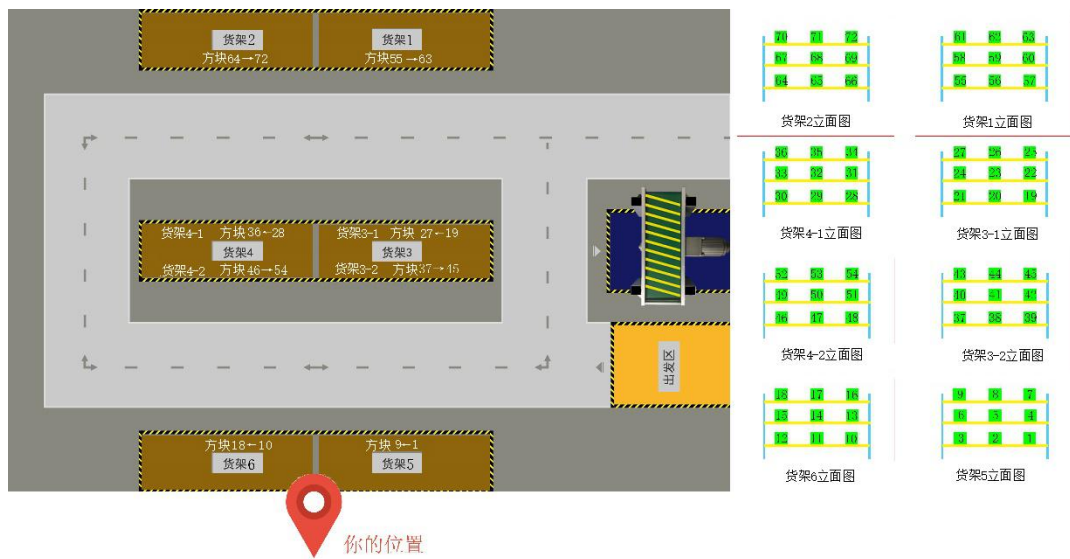 货架2
货架1
方块64→72
方块55→63
货架4-1 方块36←28
货架3-1 方块 27←19
货架4
货架3
货架4-2 方块46→54
货架3-2 方块37→45
出发区
方块18←10
方块 9←1
货架6
货架5
你的位置
70 71 72
67 68 69
64 65 66
货架2立面图
61 62 63
58 59 60
55 56 57
货架1立面图
36 35 34
33 32 31
30 29 28
货架4-1立面图
27 26 25
24 23 22
21 20 19
货架3-1立面图
52 53 54
49 50 51
46 47 48
货架4-2立面图
43 44 45
40 41 42
37 38 39
货架3-2立面图
18 17 16
15 14 13
12 11 10
货架6立面图
9 8 7
6 5 4
3 2 1
货架5立面图